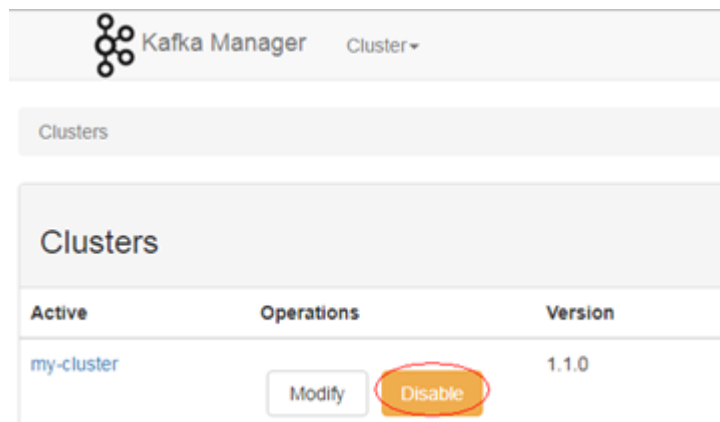 Kafka Manager Cluster
Clusters
Clusters
Active Operations Version
my-cluster Modify Disable 1.1.0